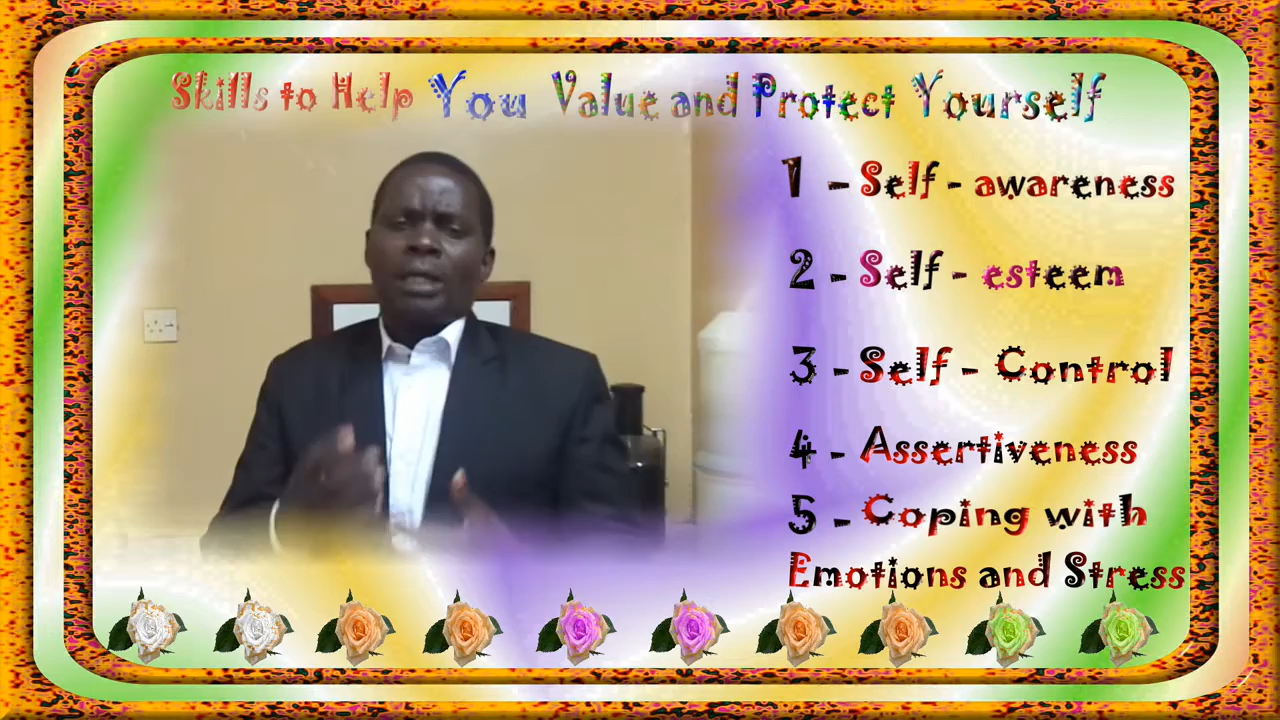 Skills to Help You Value and Protect Yourself
1 - Self - awareness
2 - Self - esteem
3 - Self - Control
4 - Assertiveness
5 - Coping with
Emotions and Stress